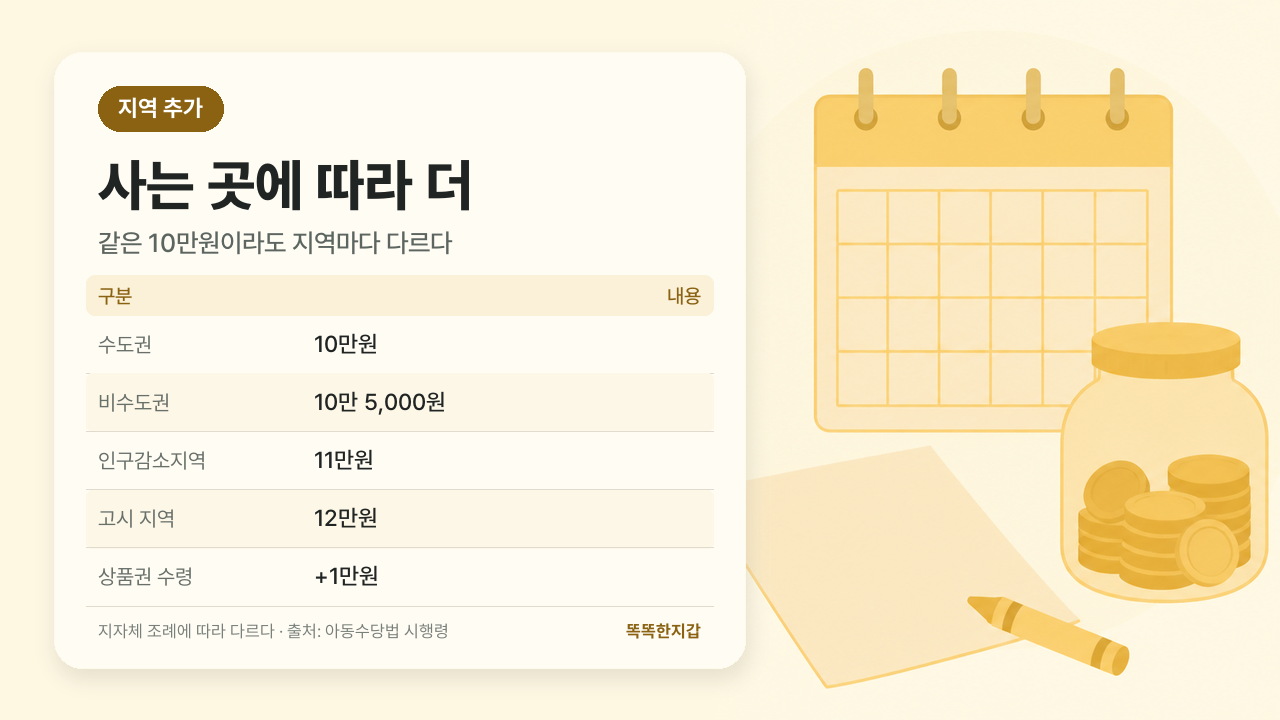 지역 추가
사는 곳에 따라 더
같은 10만원이라도 지역마다 다르다
구분 내용
수도권 10만원
비수도권 10만 5,000원
인구감소지역 11만원
고시 지역 12만원
상품권 수령 +1만원
지자체 조례에 따라 다르다 · 출처: 아동수당법 시행령 똑똑한지갑